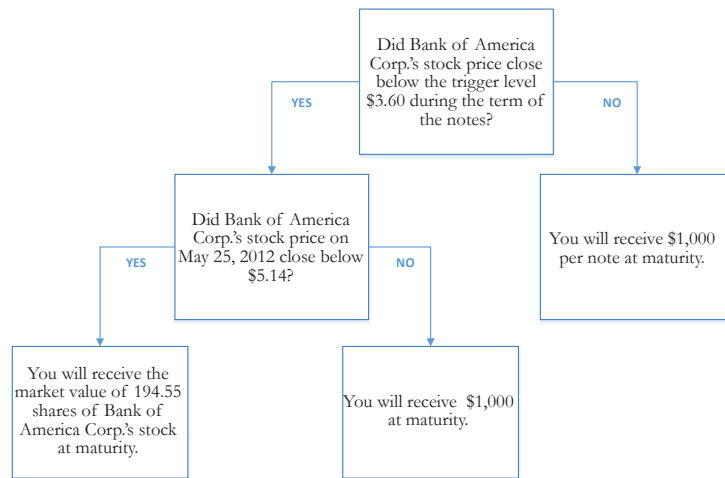 Did Bank of America
Corp.'s stock price close
below the trigger level
$3.60 during the term of
the notes?
YES
NO
Did Bank of America
Corp.'s stock price on
May 25, 2012 close below
$5.14?
You will receive $1,000
per note at maturity.
YES
NO
You will receive the
market value of 194.55
shares of Bank of
America Corp.'s stock
at maturity.
You will receive $1,000
at maturity.